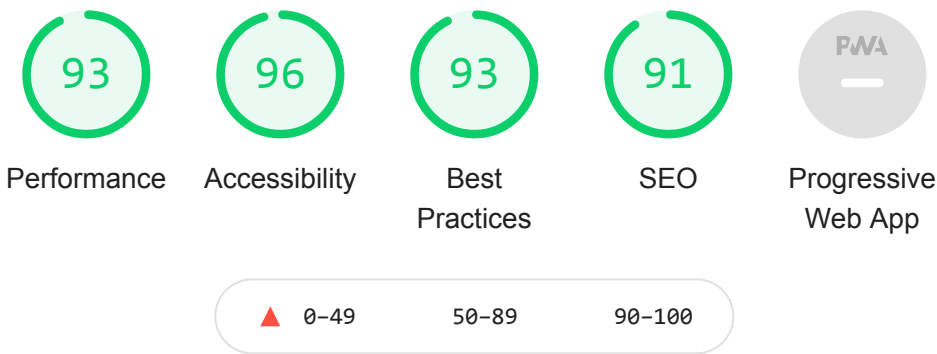 93
96
93
91
PWA
Performance
Accessibility
Best
Practices
SEO
Progressive
Web App
0–49
50–89
90–100